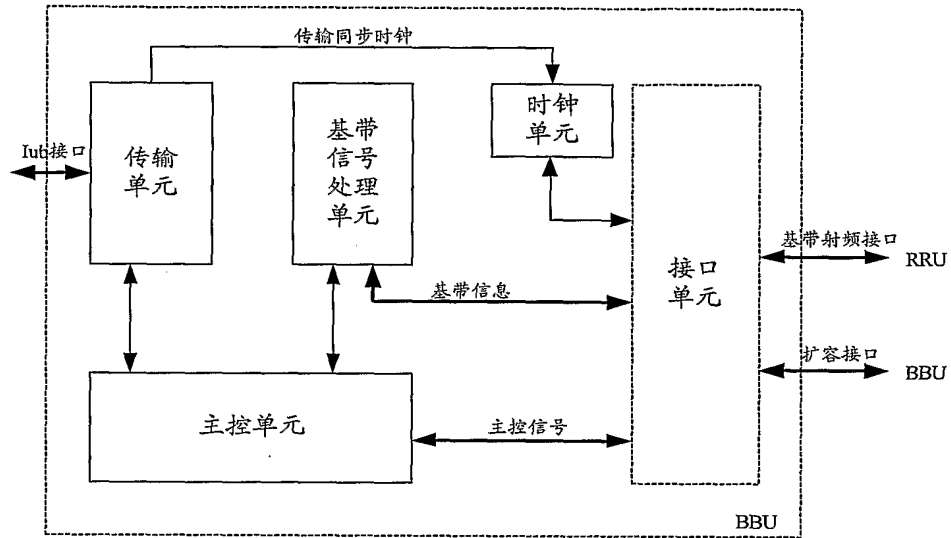 传输同步时钟
时钟
单元
基带
信号
处理
单元
传输
单元
Iub接口
接口
单元
基带射频接口
RRU
基带信息
扩容接口
BBU
主控单元
主控信号
BBU